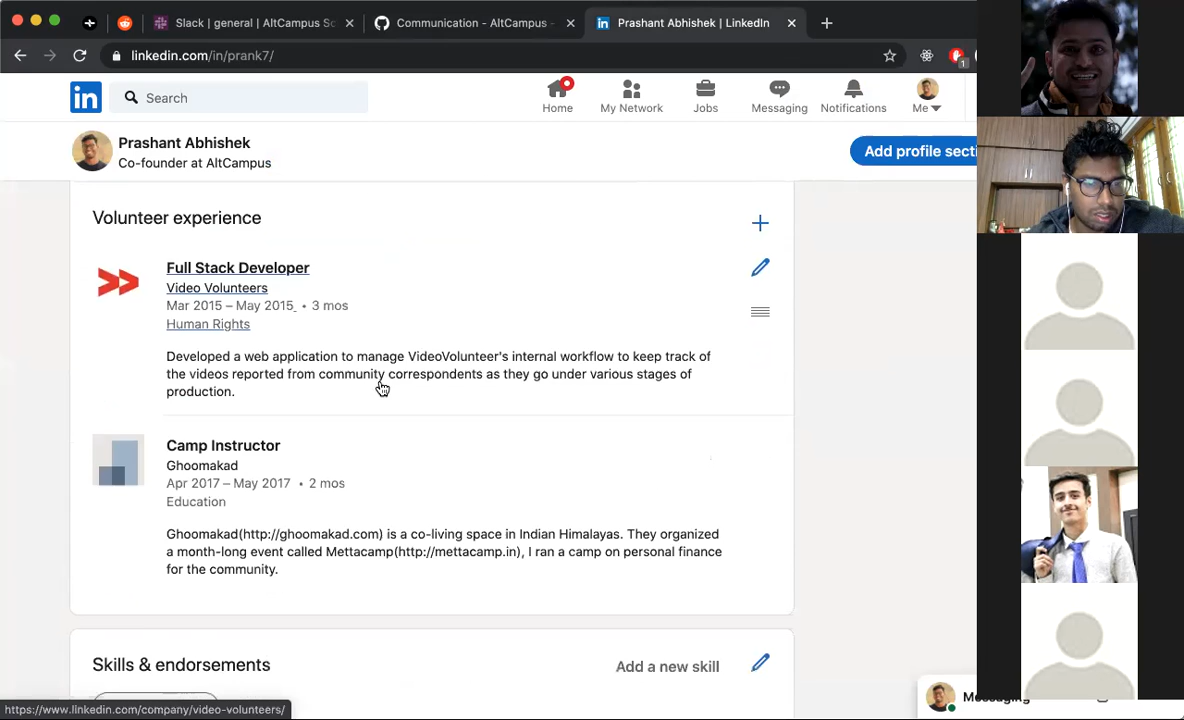 Slack | general | AltCampus Sc
Communication - AltCampus -
Prashant Abhishek | LinkedIn
linkedin.com/in/prank7/
1
in
Search
Home
My Network
Jobs
Messaging
Notifications
Me
Prashant Abhishek
Co-founder at AltCampus
Add profile secti
Volunteer experience
Full Stack Developer
Video Volunteers
Mar 2015 – May 2015 • 3 mos
Human Rights
Developed a web application to manage VideoVolunteer's internal workflow to keep track of
the videos reported from community correspondents as they go under various stages of
production.
Camp Instructor
Ghoomakad
Apr 2017 – May 2017 • 2 mos
Education
Ghoomakad(http://ghoomakad.com) is a co-living space in Indian Himalayas. They organized
a month-long event called Mettacamp(http://mettacamp.in), I ran a camp on personal finance
for the community.
Skills & endorsements
Add a new skill
Messaging
https://www.linkedin.com/company/video-volunteers/